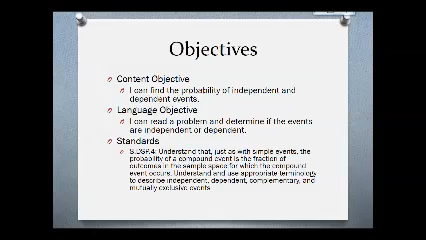 Objectives
Content Objective
I can find the probability of independent and
dependent events.
Language Objective
I can read a problem and determine if the events
are independent or dependent.
Standards
S.DSP.4: Understand that, just as with simple events, the
probability of a compound event is the fraction of
outcomes in the sample space for which the compound
event occurs. Understand and use appropriate terminology
to describe independent, dependent, complementary, and
mutually exclusive events